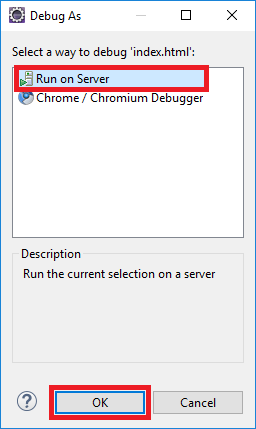 Debug As
Select a way to debug 'index.html':
Run on Server
Chrome / Chromium Debugger
Description
Run the current selection on a server
? OK Cancel